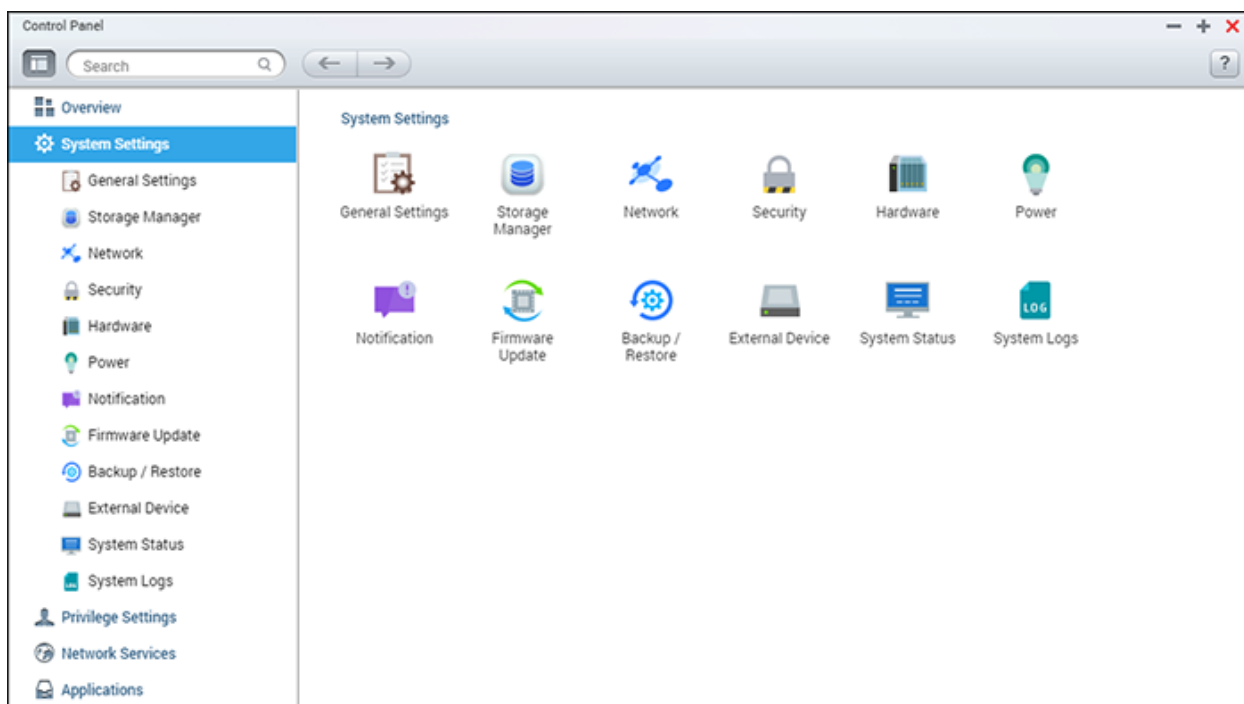 Control Panel
Search
?
Overview
System Settings
General Settings
Storage Manager
Network
Security
Hardware
Power
Notification
Firmware Update
Backup / Restore
External Device
System Status
System Logs
Privilege Settings
Network Services
Applications
System Settings
General Settings
Storage
Manager
Network
Security
Hardware
Power
Notification
Firmware
Update
Backup /
Restore
External Device
System Status
LOG
System Logs